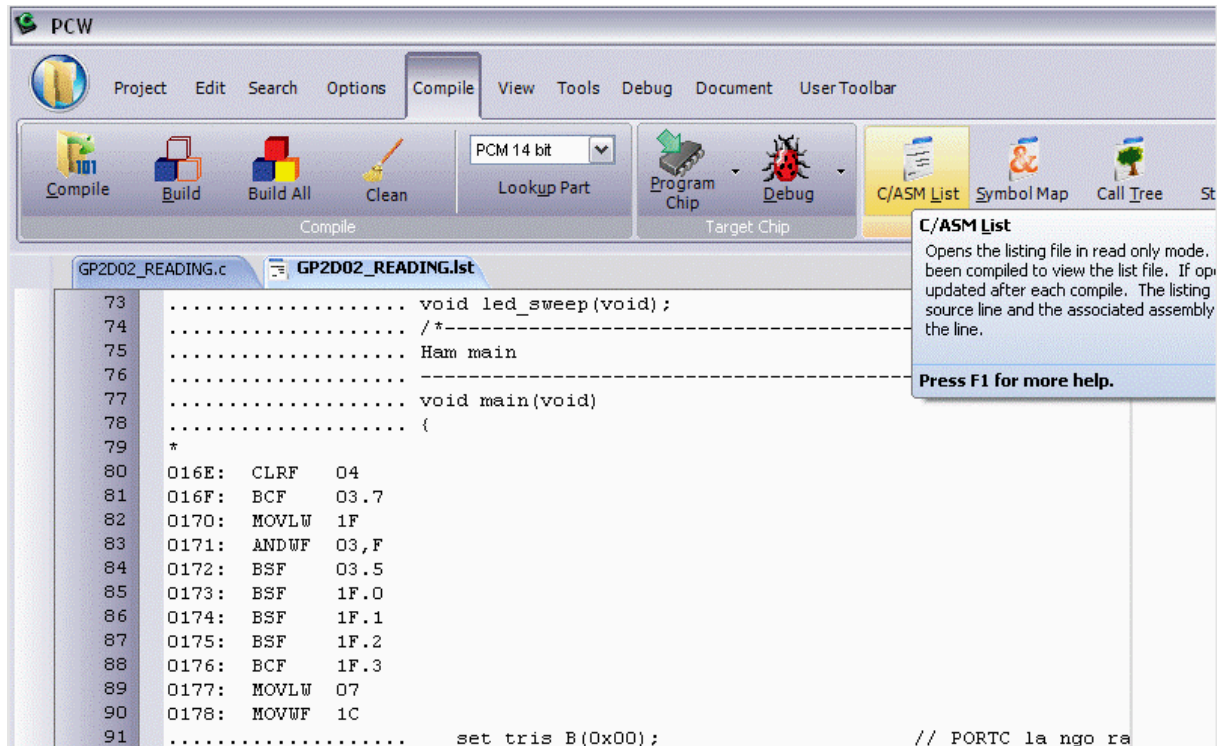 PCW
Project Edit Search Options Compile View Tools Debug Document User Toolbar
101
Compile Build Build All Clean
PCM 14 bit
Lookup Part
Program Chip Debug
C/ASM List Symbol Map Call Tree St
Compile Target Chip
C/ASM List
Opens the listing file in read only mode.
been compiled to view the list file. If op
updated after each compile. The listing
source line and the associated assembly
the line.
Press F1 for more help.
GP2D02_READING.c GP2D02_READING.lst
73 .................... void led_sweep(void);
74 .................... /*--------------------------------------------------
75 .................... Ham main
76 .................... --------------------------------------------------
77 .................... void main(void)
78 .................... {
79 *
80 016E: CLRF 04
81 016F: BCF 03.7
82 0170: MOVLW 1F
83 0171: ANDWF 03,F
84 0172: BSF 03.5
85 0173: BSF 1F.0
86 0174: BSF 1F.1
87 0175: BSF 1F.2
88 0176: BCF 1F.3
89 0177: MOVLW 07
90 0178: MOVWF 1C
91 .................... set tris B(0x00); // PORTC la ngo ra